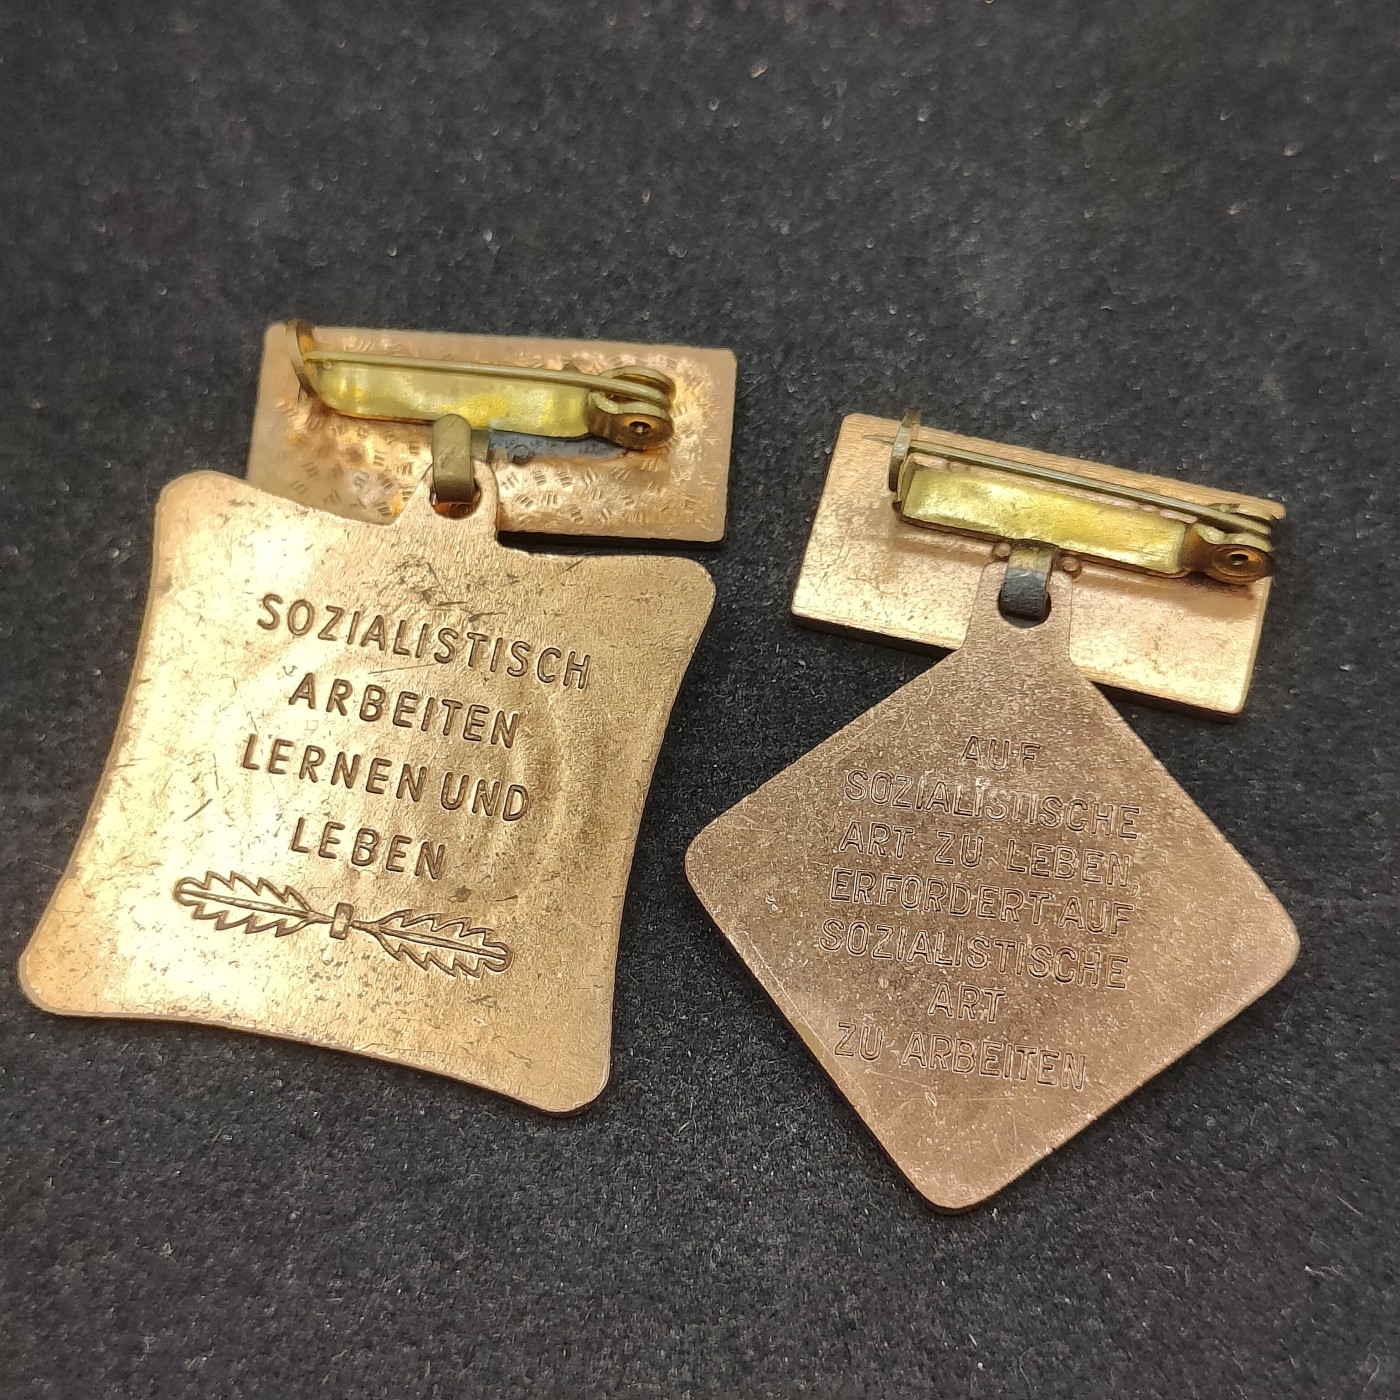 SOZIALISTISCH
ARBEITEN
LERNEN UND
LEBEN
AUF
SOZIALISTISCHE
ART ZU LEBEN,
ERFORDERT AUF
SOZIALISTISCHE
ART
ZU ARBEITEN